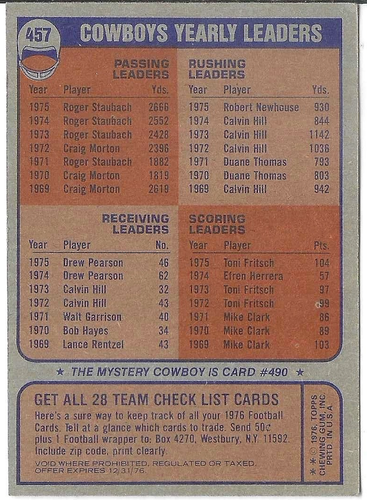 457
COWBOYS YEARLY LEADERS
PASSING
LEADERS
Year Player Yds.
1975 Roger Staubach 2666
1974 Roger Staubach 2552
1973 Roger Staubach 2428
1972 Craig Morton 2396
1971 Roger Staubach 1882
1970 Craig Morton 1819
1969 Craig Morton 2619
RUSHING
LEADERS
Year Player Yds.
1975 Robert Newhouse 930
1974 Calvin Hill 844
1973 Calvin Hill 1142
1972 Calvin Hill 1036
1971 Duane Thomas 793
1970 Duane Thomas 803
1969 Calvin Hill 942
RECEIVING
LEADERS
Year Player No.
1975 Drew Pearson 46
1974 Drew Pearson 62
1973 Calvin Hill 32
1972 Calvin Hill 43
1971 Walt Garrison 40
1970 Bob Hayes 34
1969 Lance Rentzel 43
SCORING
LEADERS
Year Player Pts.
1975 Toni Fritsch 104
1974 Efren Herrera 57
1973 Toni Fritsch 97
1972 Toni Fritsch 99
1971 Mike Clark 86
1970 Mike Clark 89
1969 Mike Clark 103
★ THE MYSTERY COWBOY IS CARD #490 ★
GET ALL 28 TEAM CHECK LIST CARDS
Here's a sure way to keep track of all your 1976 Football
Cards. Tell at a glance which cards to trade. Send 50¢
plus 1 Football wrapper to: Box 4270, Westbury, N.Y. 11592.
Include zip code, print clearly
VOID WHERE PROHIBITED, REGULATED OR TAXED.
OFFER EXPIRES 12/31/76
** © 1976, TOPPS
CHEWING GUM, INC.
PRTD IN U.S.A.